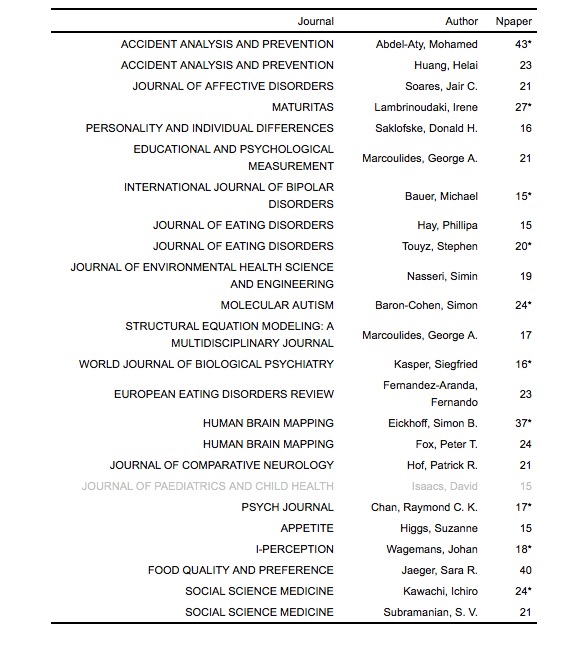 Journal Author Npaper
ACCIDENT ANALYSIS AND PREVENTION Abdel-Aty, Mohamed 43*
ACCIDENT ANALYSIS AND PREVENTION Huang, Helai 23
JOURNAL OF AFFECTIVE DISORDERS Soares, Jair C. 21
MATURITAS Lambrinoudaki, Irene 27*
PERSONALITY AND INDIVIDUAL DIFFERENCES Saklofske, Donald H. 16
EDUCATIONAL AND PSYCHOLOGICAL
MEASUREMENT Marcoulides, George A. 21
INTERNATIONAL JOURNAL OF BIPOLAR
DISORDERS Bauer, Michael 15*
JOURNAL OF EATING DISORDERS Hay, Phillipa 15
JOURNAL OF EATING DISORDERS Touyz, Stephen 20*
JOURNAL OF ENVIRONMENTAL HEALTH SCIENCE
AND ENGINEERING Nasseri, Simin 19
MOLECULAR AUTISM Baron-Cohen, Simon 24*
STRUCTURAL EQUATION MODELING: A
MULTIDISCIPLINARY JOURNAL Marcoulides, George A. 17
WORLD JOURNAL OF BIOLOGICAL PSYCHIATRY Kasper, Siegfried 16*
EUROPEAN EATING DISORDERS REVIEW Fernandez-Aranda,
Fernando 23
HUMAN BRAIN MAPPING Eickhoff, Simon B. 37*
HUMAN BRAIN MAPPING Fox, Peter T. 24
JOURNAL OF COMPARATIVE NEUROLOGY Hof, Patrick R. 21
JOURNAL OF PAEDIATRICS AND CHILD HEALTH Isaacs, David 15
PSYCH JOURNAL Chan, Raymond C. K. 17*
APPETITE Higgs, Suzanne 15
I-PERCEPTION Wagemans, Johan 18*
FOOD QUALITY AND PREFERENCE Jaeger, Sara R. 40
SOCIAL SCIENCE MEDICINE Kawachi, Ichiro 24*
SOCIAL SCIENCE MEDICINE Subramanian, S. V. 21